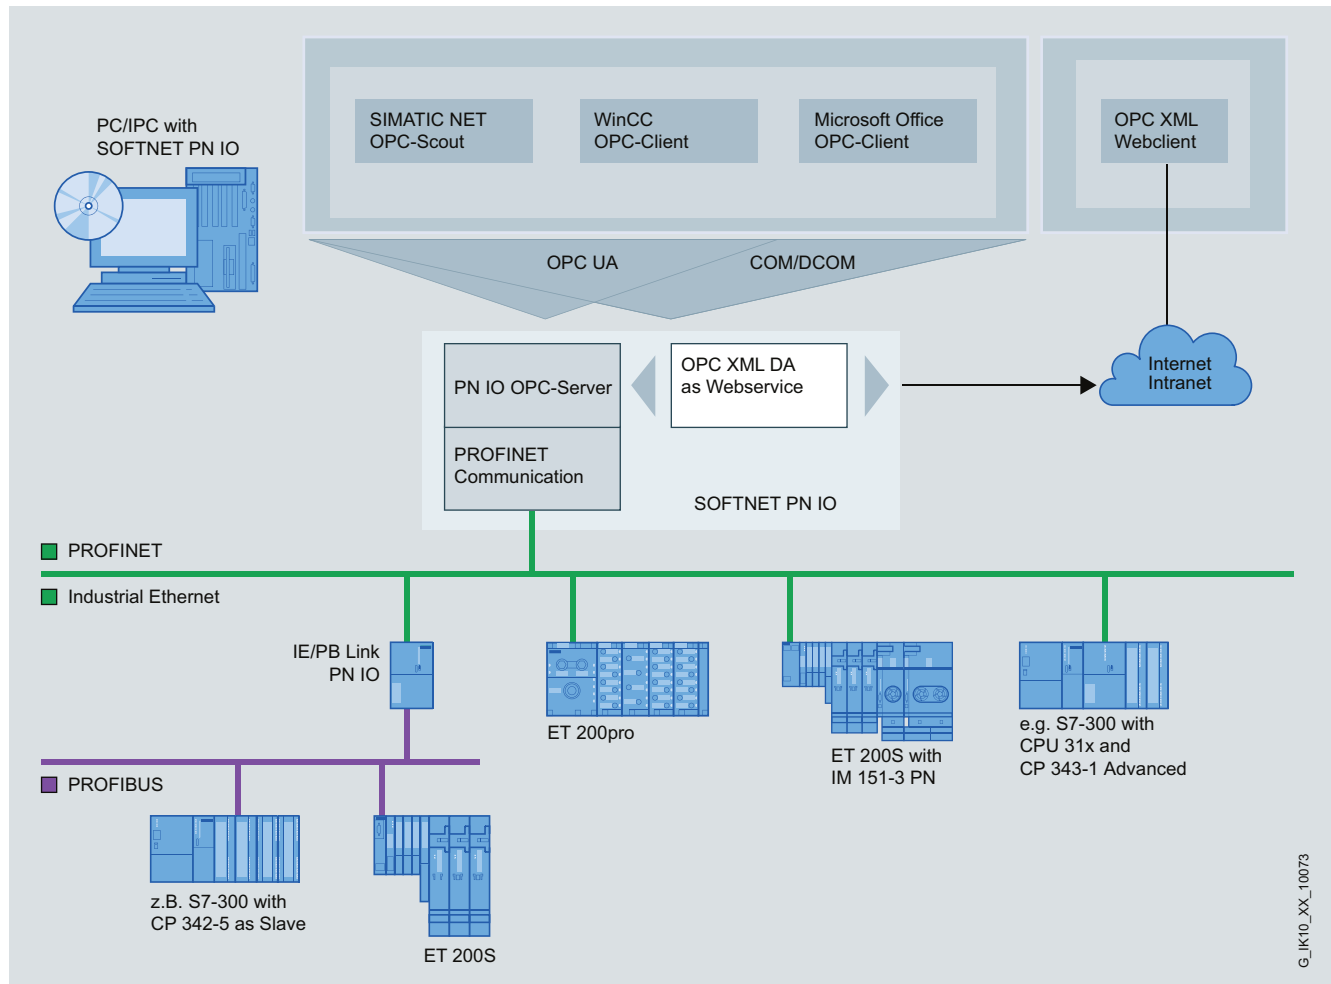 PC/IPC with
SOFTNET PN IO
SIMATIC NET
OPC-Scout
WinCC
OPC-Client
Microsoft Office
OPC-Client
OPC XML
Webclient
OPC UA
COM/DCOM
PN IO OPC-Server
OPC XML DA
as Webservice
Internet
Intranet
PROFINET
Communication
SOFTNET PN IO
PROFINET
Industrial Ethernet
IE/PB Link
PN IO
ET 200pro
ET 200S with
IM 151-3 PN
e.g. S7-300 with
CPU 31x and
CP 343-1 Advanced
PROFIBUS
z.B. S7-300 with
CP 342-5 as Slave
ET 200S
G_IK10_XX_10073